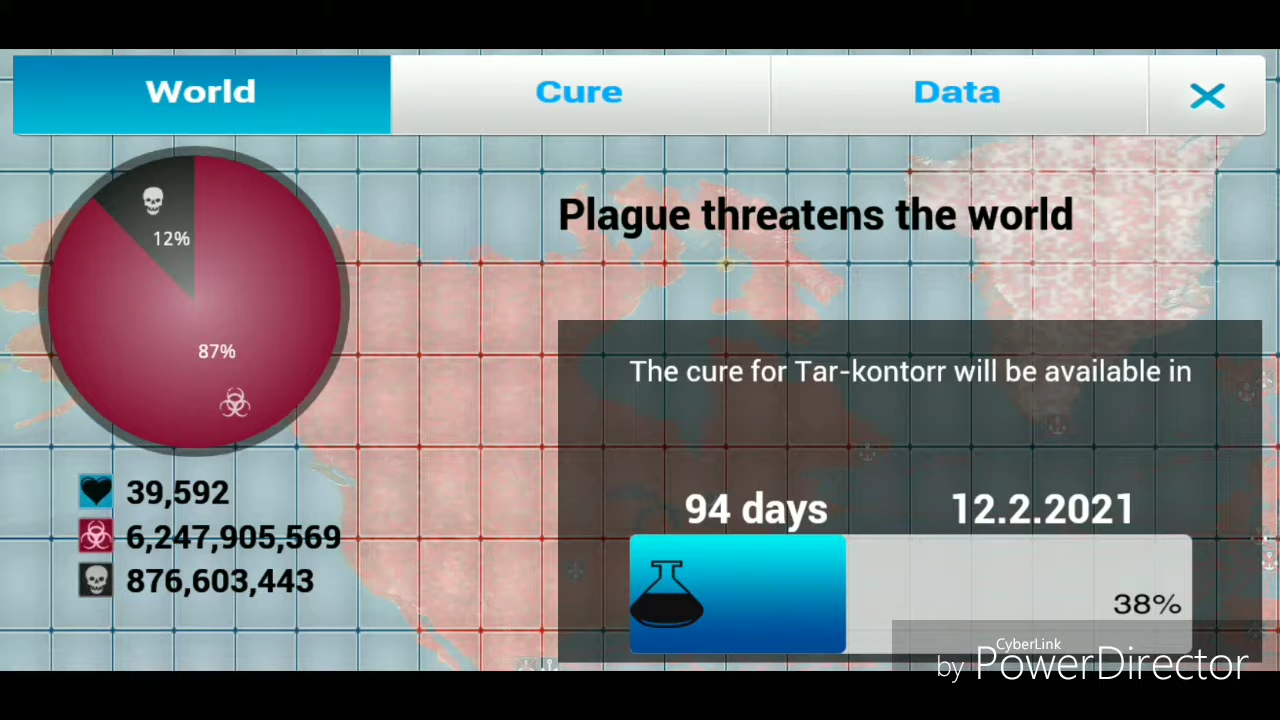 World
Cure
Data
12%
87%
39,592
6,247,905,569
876,603,443
Plague threatens the world
The cure for Tar-kontorr will be available in
94 days
12.2.2021
38%
CyberLink
by PowerDirector